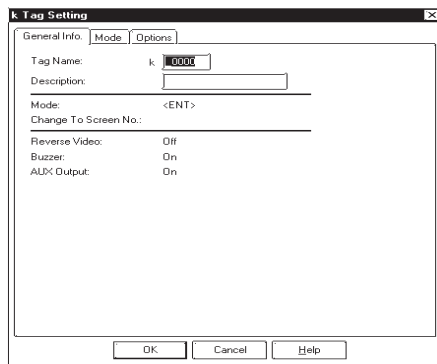 k Tag Setting
General Info. Mode Options
Tag Name: k 0000
Description:
Mode: <ENT>
Change To Screen No.:
Reverse Video: Off
Buzzer: On
AUX Output: On
OK Cancel Help